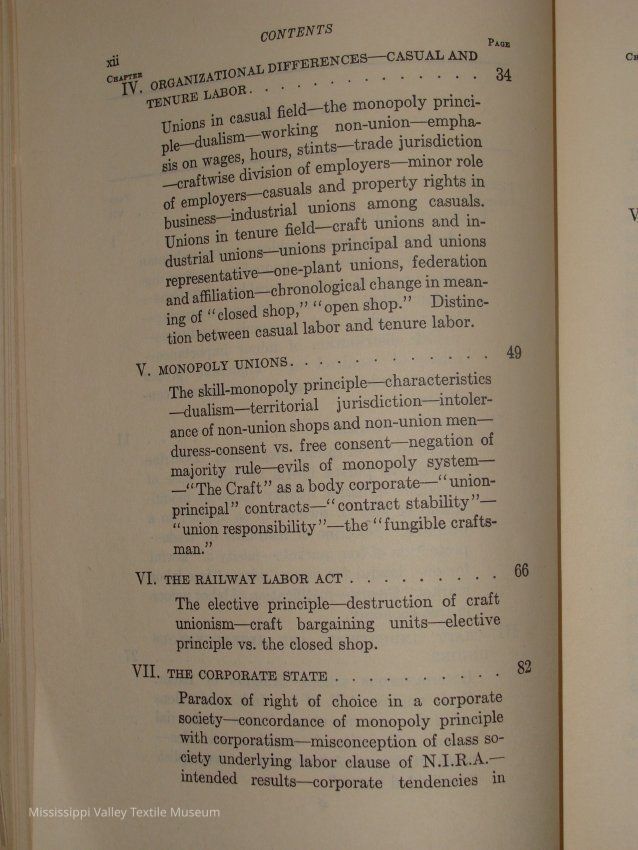 xii
CONTENTS
CHAPTER
PAGE
IV. ORGANIZATIONAL DIFFERENCES—CASUAL AND
TENURE LABOR. . . . . . . . . . . . . . . 34
Unions in casual field—the monopoly princi-
ple—dualism—working non-union—empha-
sis on wages, hours, stints—trade jurisdiction
—craftwise division of employers—minor role
of employers—casuals and property rights in
business—industrial unions among casuals.
Unions in tenure field—craft unions and in-
dustrial unions—unions principal and unions
representative—one-plant unions, federation
and affiliation—chronological change in mean-
ing of "closed shop," "open shop." Distinc-
tion between casual labor and tenure labor.
V. MONOPOLY UNIONS. . . . . . . . . . . . . 49
The skill-monopoly principle—characteristics
—dualism—territorial jurisdiction—intoler-
ance of non-union shops and non-union men—
duress-consent vs. free consent—negation of
majority rule—evils of monopoly system—
—"The Craft" as a body corporate—"union-
principal" contracts—"contract stability"—
"union responsibility"—the "fungible crafts-
man."
VI. THE RAILWAY LABOR ACT . . . . . . . . . 66
The elective principle—destruction of craft
unionism—craft bargaining units—elective
principle vs. the closed shop.
VII. THE CORPORATE STATE . . . . . . . . . . 82
Paradox of right of choice in a corporate
society—concordance of monopoly principle
with corporatism—misconception of class so-
ciety underlying labor clause of N.I.R.A.—
intended results—corporate tendencies in
Mississippi Valley Textile Museum